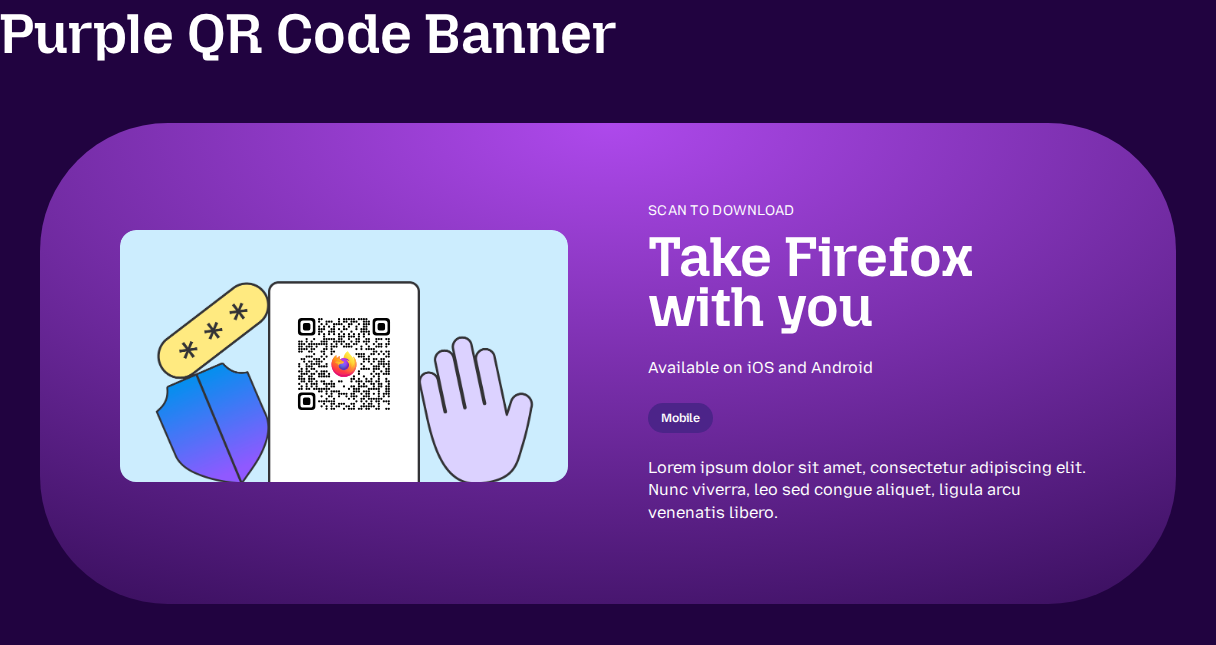 Purple QR Code Banner
SCAN TO DOWNLOAD
Take Firefox
with you
Available on iOS and Android
Mobile
Lorem ipsum dolor sit amet, consectetur adipiscing elit.
Nunc viverra, leo sed congue aliquet, ligula arcu
venenatis libero.